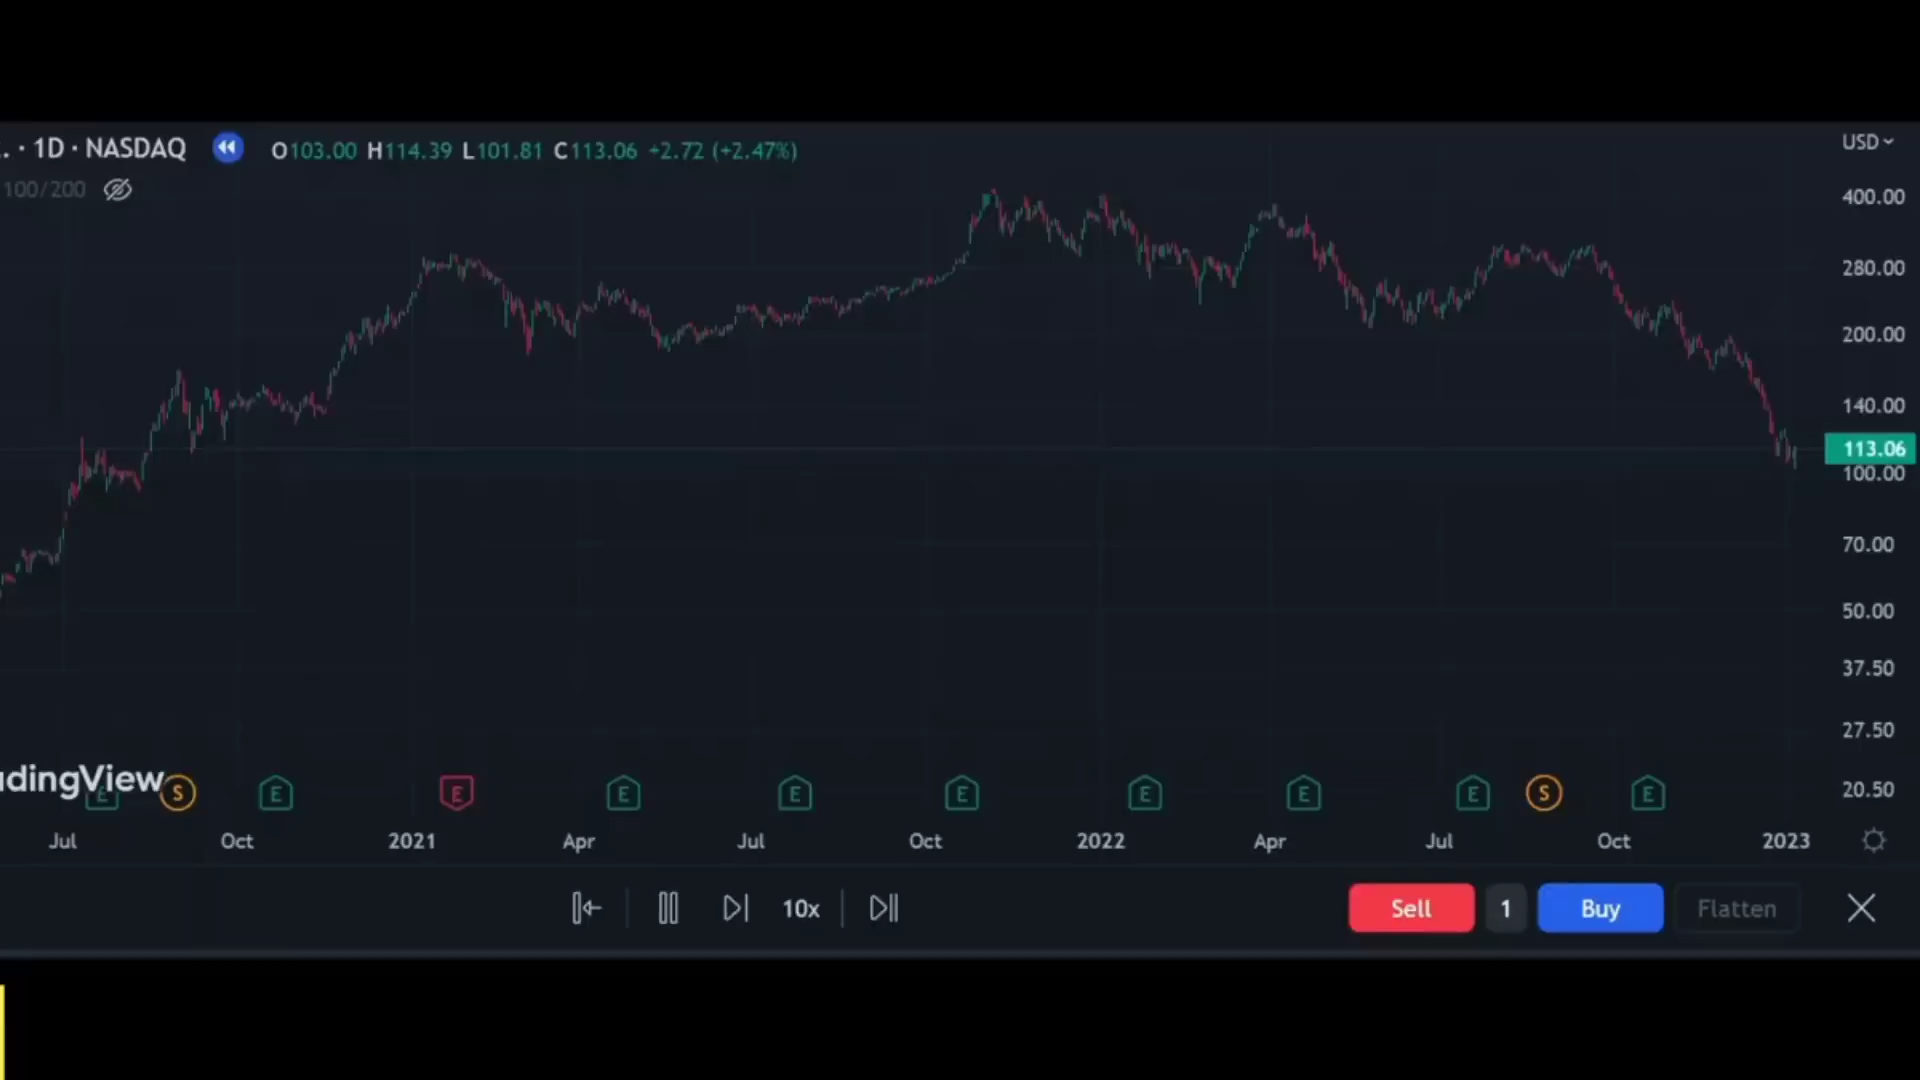 . · 1D · NASDAQ O103.00 H114.39 L101.81 C113.06 +2.72 (+2.47%)
100/200
USD
400.00
280.00
200.00
140.00
113.06
100.00
70.00
50.00
37.50
27.50
20.50
dingView
E S E E E E E E E E S E
Jul Oct 2021 Apr Jul Oct 2022 Apr Jul Oct 2023
10x Sell 1 Buy Flatten